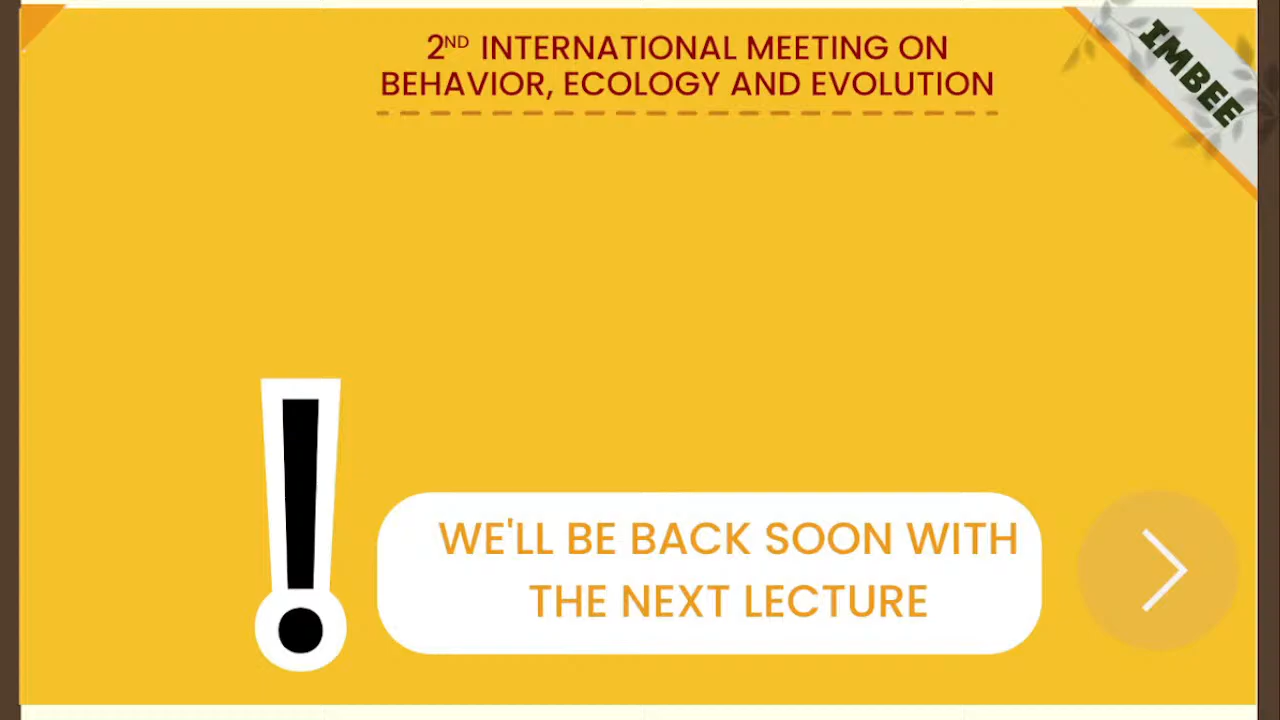 2ND INTERNATIONAL MEETING ON
BEHAVIOR, ECOLOGY AND EVOLUTION
IMBEE
!
WE'LL BE BACK SOON WITH
THE NEXT LECTURE